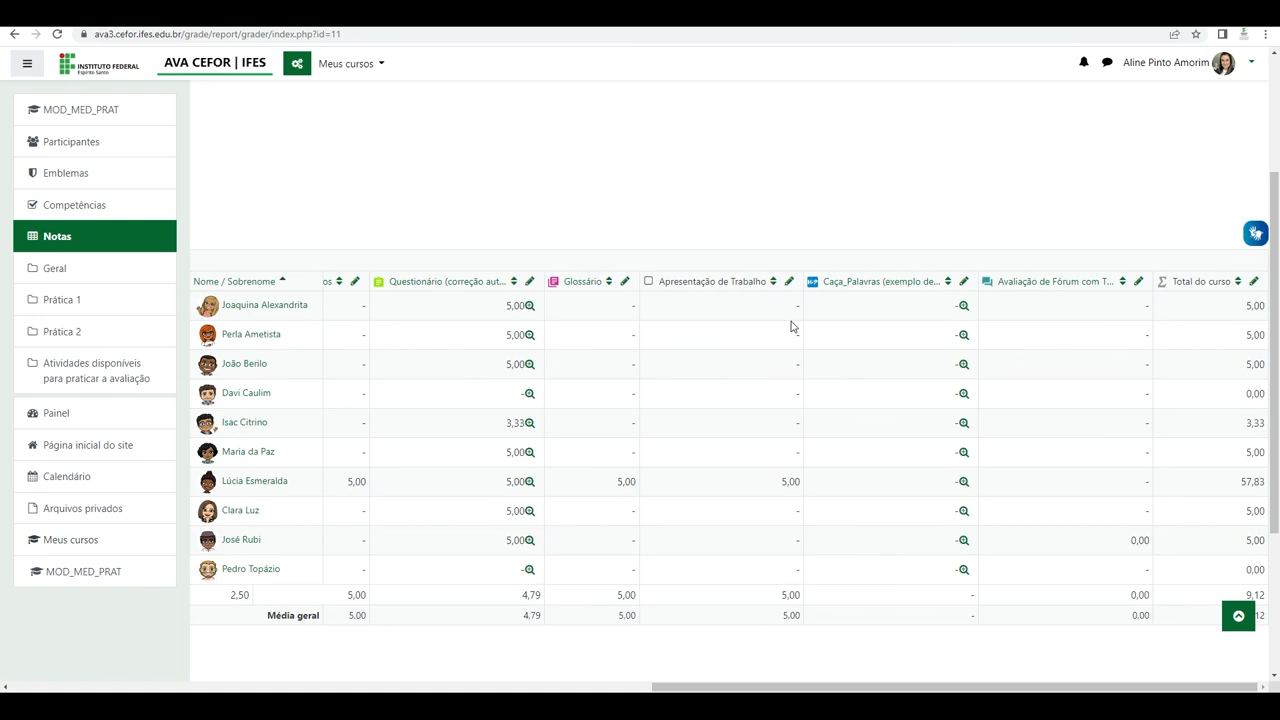 ava3.cefor.ifes.edu.br/grade/report/grader/index.php?id=11
INSTITUTO FEDERAL
Espírito Santo
AVA CEFOR | IFES
Meus cursos
Aline Pinto Amorim
MOD_MED_PRAT
Participantes
Emblemas
Competências
Notas
Geral
Prática 1
Prática 2
Atividades disponíveis
para praticar a avaliação
Painel
Página inicial do site
Calendário
Arquivos privados
Meus cursos
MOD_MED_PRAT
Nome / Sobrenome os Questionário (correção aut... Glossário Apresentação de Trabalho Caça_Palavras (exemplo de... Avaliação de Fórum com T... Total do curso
Joaquina Alexandrita - 5,00 - - - - 5,00
Perla Ametista - 5,00 - - - - 5,00
João Berilo - 5,00 - - - - 5,00
Davi Caulim - - - - - - 0,00
Isac Citrino - 3,33 - - - - 3,33
Maria da Paz - 5,00 - - - - 5,00
Lúcia Esmeralda 5,00 5,00 5,00 5,00 - - 57,83
Clara Luz - 5,00 - - - - 5,00
José Rubi - 5,00 - - - 0,00 5,00
Pedro Topázio - - - - - - 0,00
2,50 5,00 4,79 5,00 5,00 - 0,00 9,12
Média geral 5,00 4,79 5,00 5,00 - 0,00 12